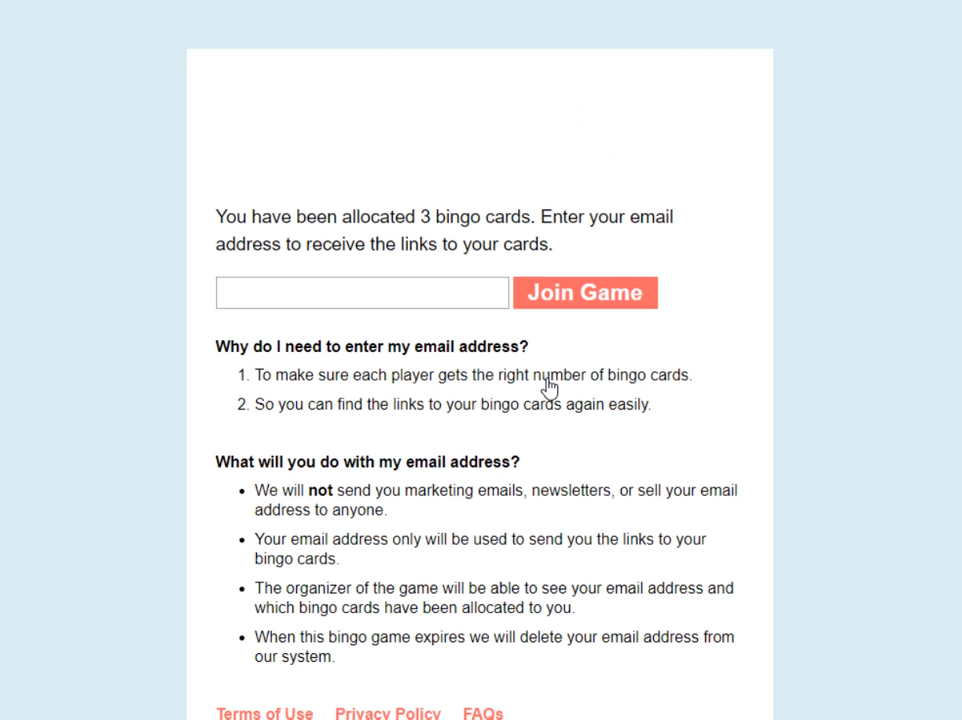 You have been allocated 3 bingo cards. Enter your email
address to receive the links to your cards.
Join Game
Why do I need to enter my email address?
1. To make sure each player gets the right number of bingo cards.
2. So you can find the links to your bingo cards again easily.
What will you do with my email address?
• We will not send you marketing emails, newsletters, or sell your email
address to anyone.
• Your email address only will be used to send you the links to your
bingo cards.
• The organizer of the game will be able to see your email address and
which bingo cards have been allocated to you.
• When this bingo game expires we will delete your email address from
our system.
Terms of Use Privacy Policy FAQs